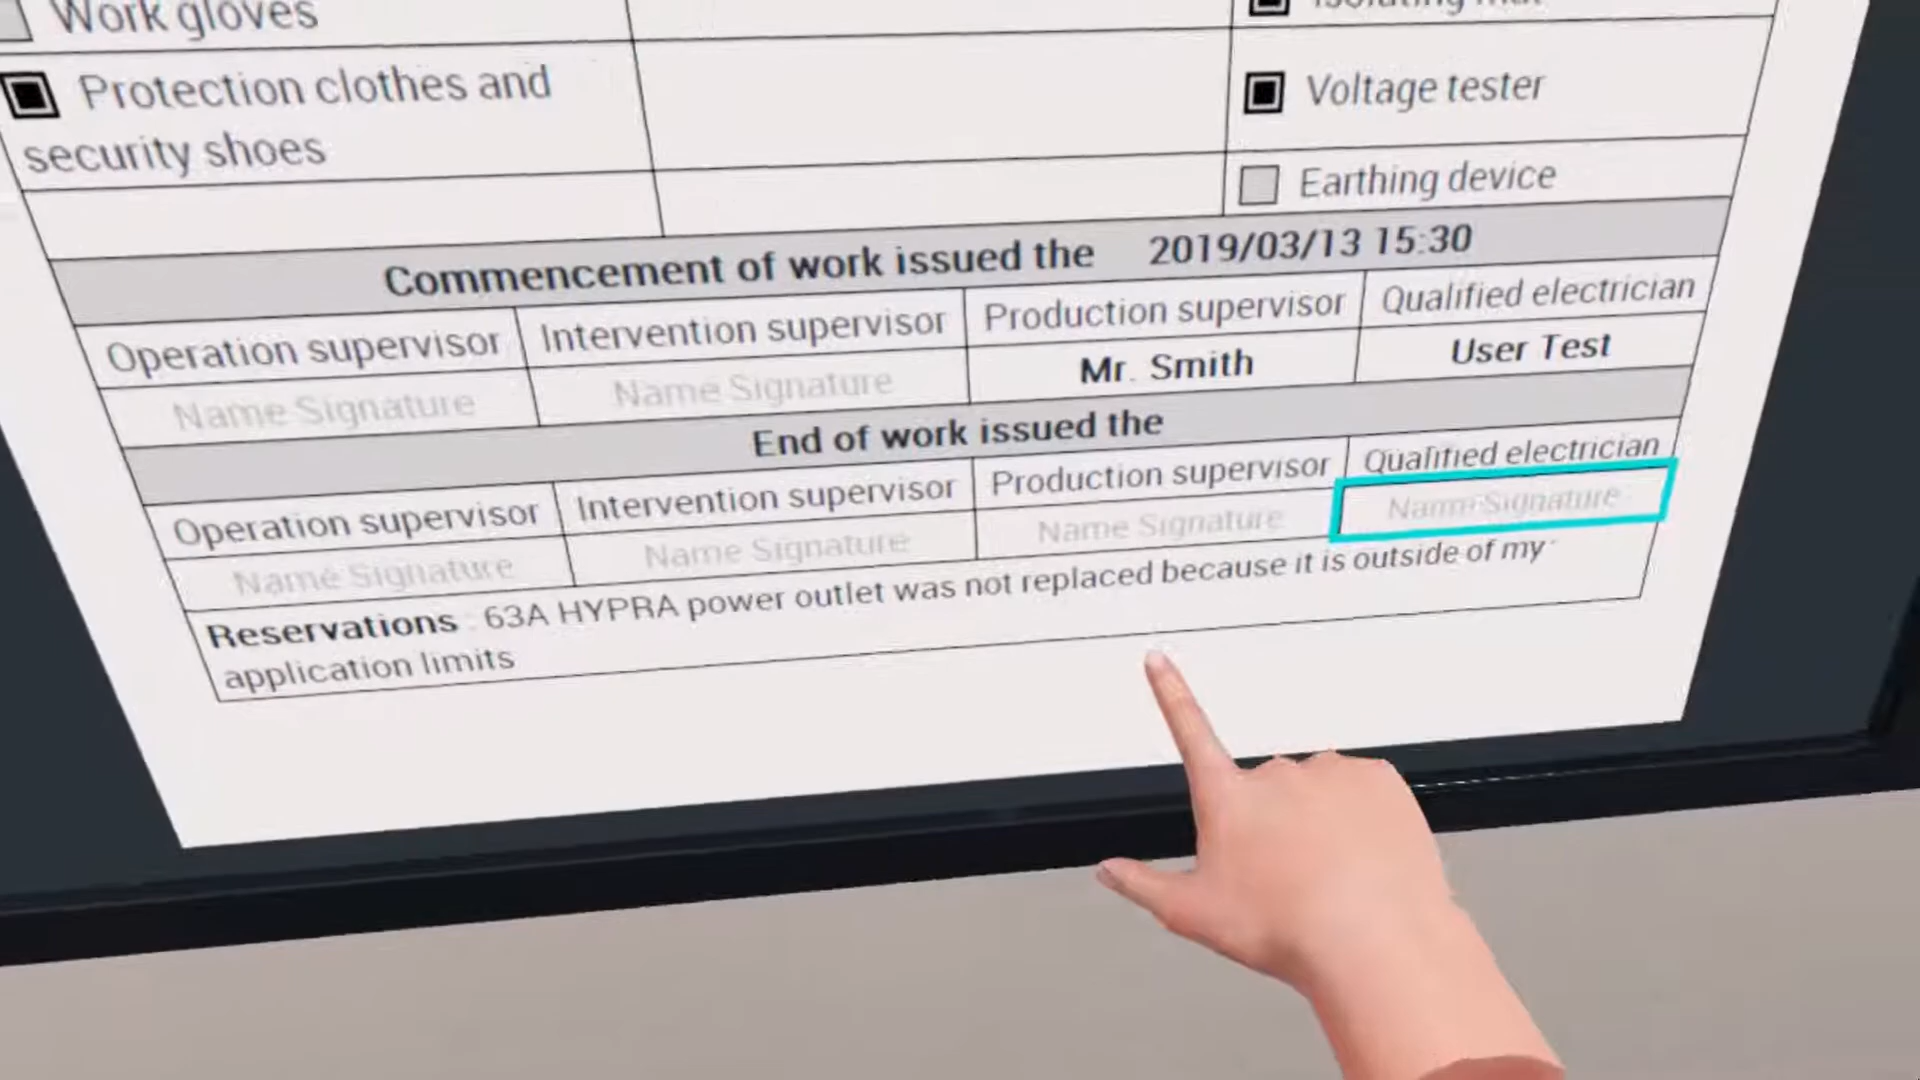 Work gloves
Isolating mat
Protection clothes and
security shoes
Voltage tester
Earthing device
Commencement of work issued the 2019/03/13 15:30
Operation supervisor Intervention supervisor Production supervisor Qualified electrician
Name Signature Name Signature Mr. Smith User Test
End of work issued the
Operation supervisor Intervention supervisor Production supervisor Qualified electrician
Name Signature Name Signature Name Signature Name Signature
Reservations : 63A HYPRA power outlet was not replaced because it is outside of my
application limits